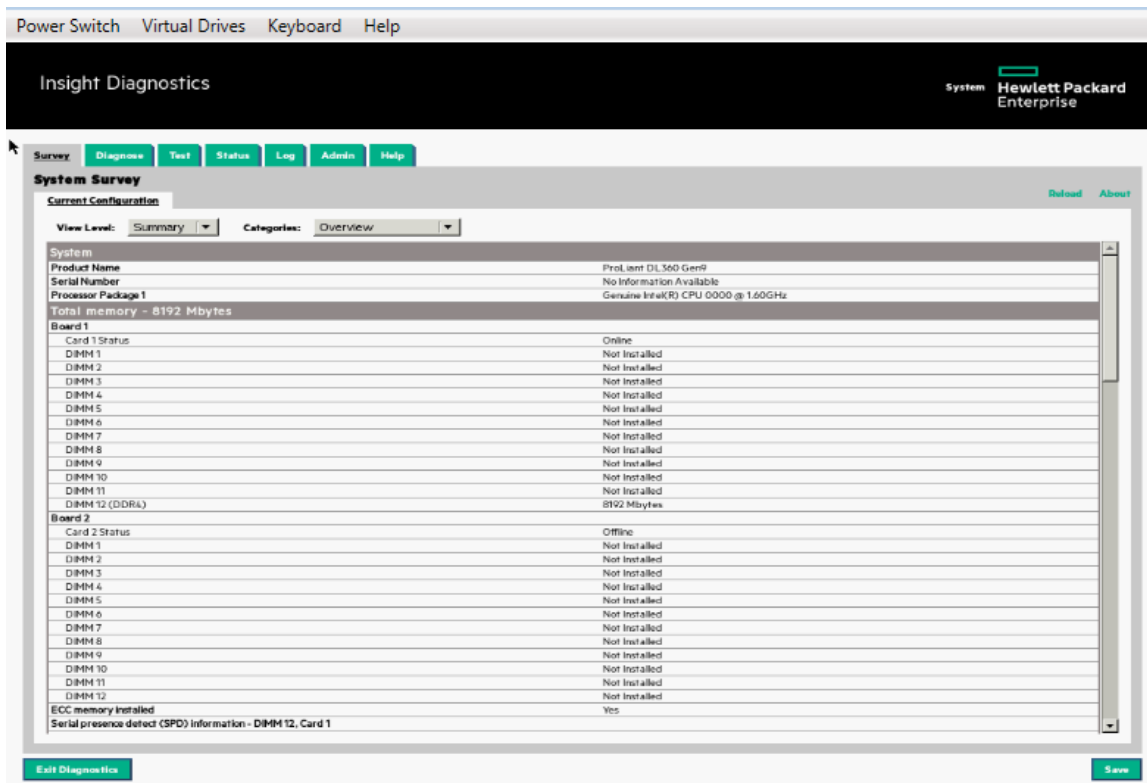 Power Switch Virtual Drives Keyboard Help
Insight Diagnostics
System Hewlett Packard
Enterprise
Survey Diagnose Test Status Log Admin Help
System Survey
Reload About
Current Configuration
View Level: Summary Categories: Overview
System
Product Name ProLiant DL360 Gen9
Serial Number No Information Available
Processor Package 1 Genuine Intel(R) CPU 0000 @ 1.60GHz
Total memory - 8192 Mbytes
Board 1
Card 1 Status Online
DIMM 1 Not Installed
DIMM 2 Not Installed
DIMM 3 Not Installed
DIMM 4 Not Installed
DIMM 5 Not Installed
DIMM 6 Not Installed
DIMM 7 Not Installed
DIMM 8 Not Installed
DIMM 9 Not Installed
DIMM 10 Not Installed
DIMM 11 Not Installed
DIMM 12 (DDR4) 8192 Mbytes
Board 2
Card 2 Status Offline
DIMM 1 Not Installed
DIMM 2 Not Installed
DIMM 3 Not Installed
DIMM 4 Not Installed
DIMM 5 Not Installed
DIMM 6 Not Installed
DIMM 7 Not Installed
DIMM 8 Not Installed
DIMM 9 Not Installed
DIMM 10 Not Installed
DIMM 11 Not Installed
DIMM 12 Not Installed
ECC memory installed Yes
Serial presence detect (SPD) information - DIMM 12, Card 1
Exit Diagnostics Save